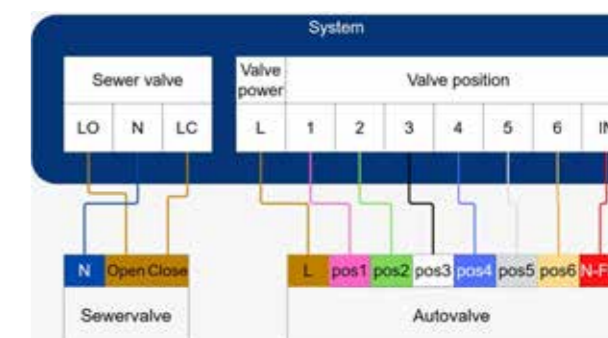 System
Sewer valve
Valve power
Valve position
LO N LC
L 1 2 3 4 5 6
N Open Close
L pos1 pos2 pos3 pos4 pos5 pos6 N-F
Sewervalve
Autovalve